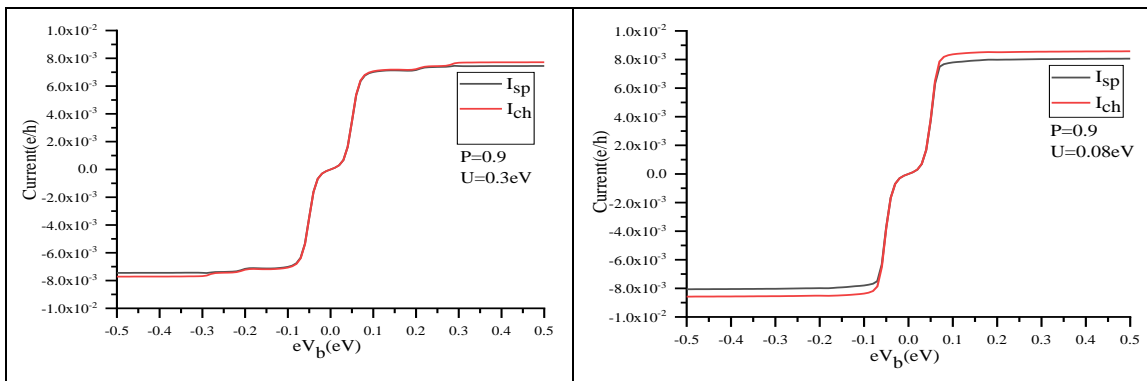 1.0x10⁻²
8.0x10⁻³
6.0x10⁻³
4.0x10⁻³
2.0x10⁻³
0.0
-2.0x10⁻³
-4.0x10⁻³
-6.0x10⁻³
-8.0x10⁻³
-1.0x10⁻²
Current(e/h)
I_sp
I_ch
P=0.9
U=0.3eV
-0.5 -0.4 -0.3 -0.2 -0.1 0.0 0.1 0.2 0.3 0.4 0.5
eV_b(eV)
1.0x10⁻²
8.0x10⁻³
6.0x10⁻³
4.0x10⁻³
2.0x10⁻³
0.0
-2.0x10⁻³
-4.0x10⁻³
-6.0x10⁻³
-8.0x10⁻³
-1.0x10⁻²
Current(e/h)
I_sp
I_ch
P=0.9
U=0.08eV
-0.5 -0.4 -0.3 -0.2 -0.1 0.0 0.1 0.2 0.3 0.4 0.5
eV_b(eV)